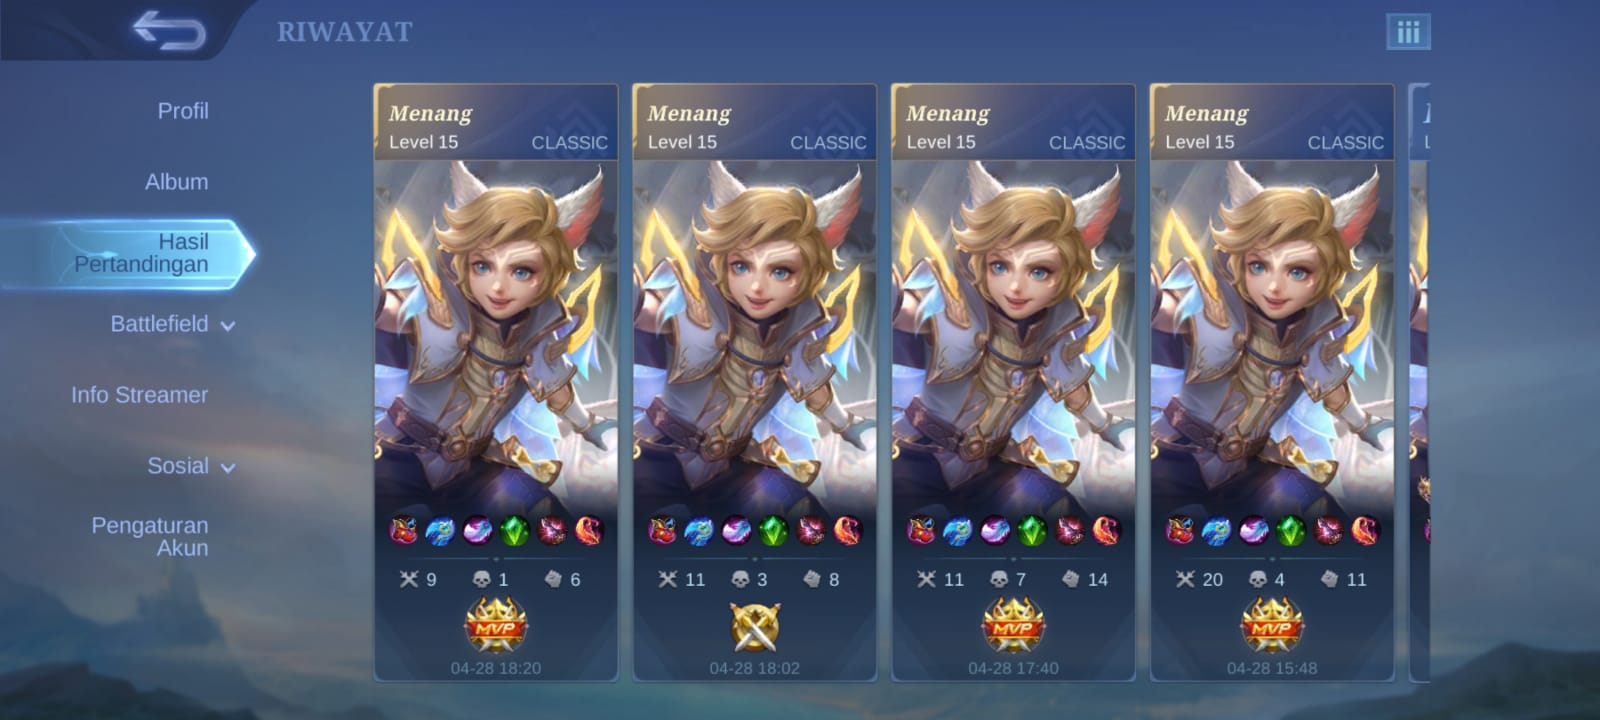 RIWAYAT
Profil
Album
Hasil
Pertandingan
Battlefield
Info Streamer
Sosial
Pengaturan
Akun
Menang
Level 15 CLASSIC
9 1 6
MVP
04-28 18:20
Menang
Level 15 CLASSIC
11 3 8
04-28 18:02
Menang
Level 15 CLASSIC
11 7 14
MVP
04-28 17:40
Menang
Level 15 CLASSIC
20 4 11
MVP
04-28 15:48